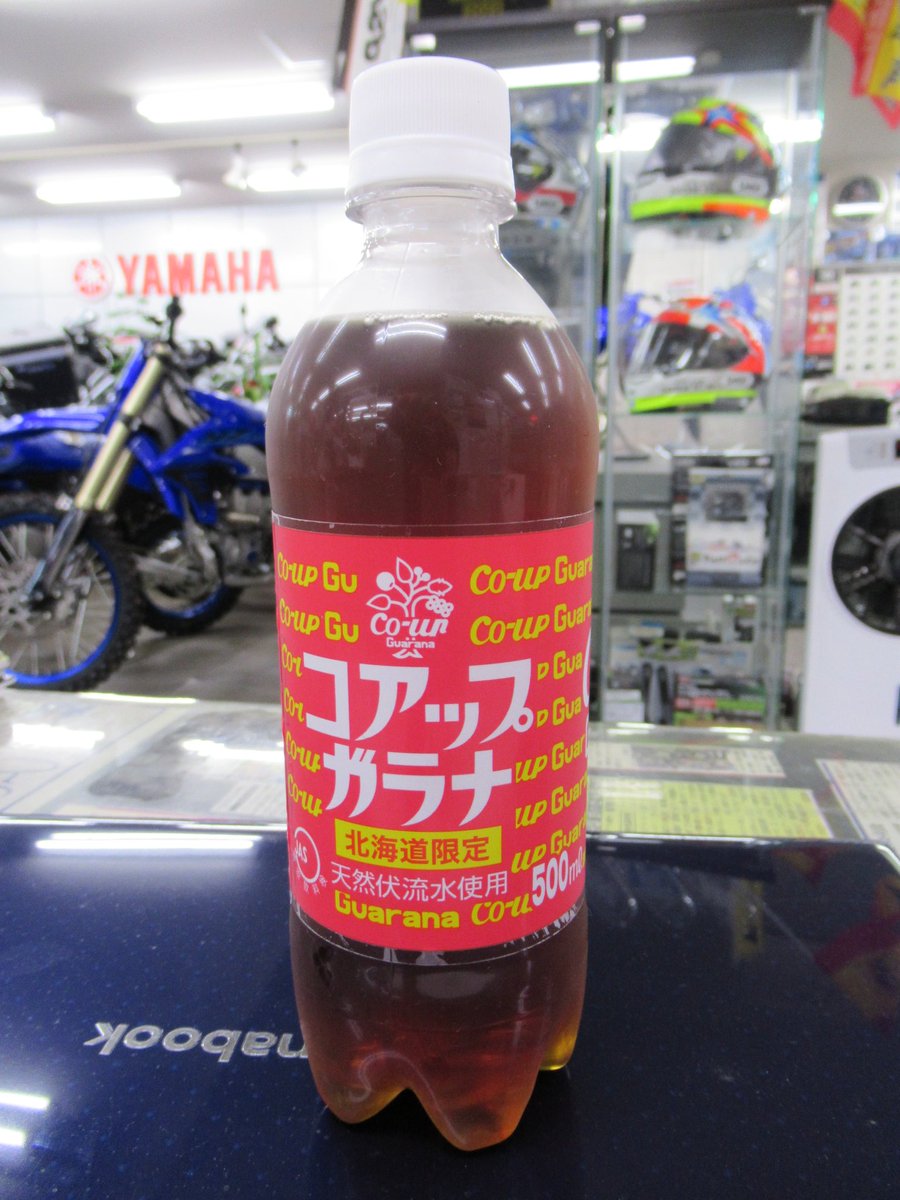 YAMAHA
Co-up Gu
Co-up Guara
Co-up Gu
Co-up Guarana
Co-up
Guarana
コアップ
ガラナ
北海道限定
天然伏流水使用
JAS
500ml
Guarana Co-u
nabook